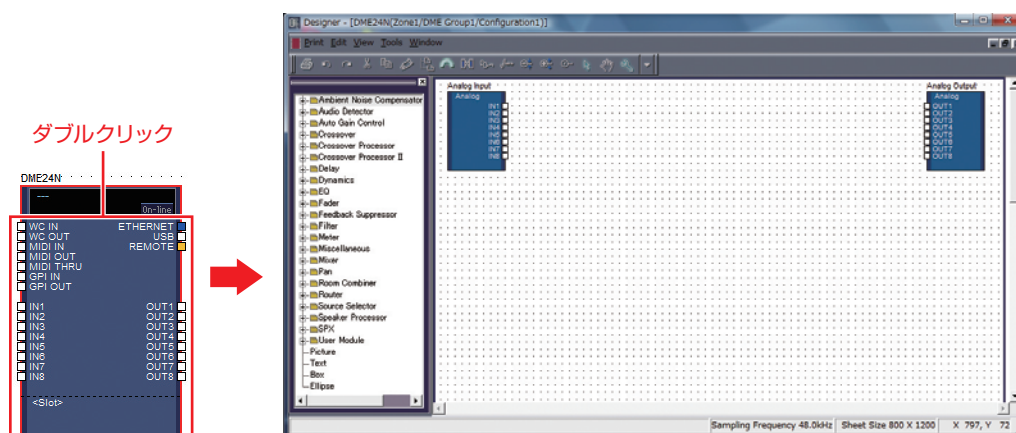 ダブルクリック
DME24N
---
On-line
WC IN ETHERNET
WC OUT USB
MIDI IN REMOTE
MIDI OUT
MIDI THRU
GPI IN
GPI OUT
IN1 OUT1
IN2 OUT2
IN3 OUT3
IN4 OUT4
IN5 OUT5
IN6 OUT6
IN7 OUT7
IN8 OUT8
<Slot>
Designer - [DME24N(Zone1/DME Group1/Configuration1)]
Print Edit View Tools Window
Ambient Noise Compensator
Audio Detector
Auto Gain Control
Crossover
Crossover Processor
Crossover Processor II
Delay
Dynamics
EQ
Fader
Feedback Suppressor
Filter
Meter
Miscellaneous
Mixer
Pan
Room Combiner
Router
Source Selector
Speaker Processor
SPX
User Module
Picture
Text
Box
Ellipse
Analog Input
Analog
IN1
IN2
IN3
IN4
IN5
IN6
IN7
IN8
Analog Output
Analog
OUT1
OUT2
OUT3
OUT4
OUT5
OUT6
OUT7
OUT8
Sampling Frequency 48.0kHz Sheet Size 800 X 1200 X 797, Y 72